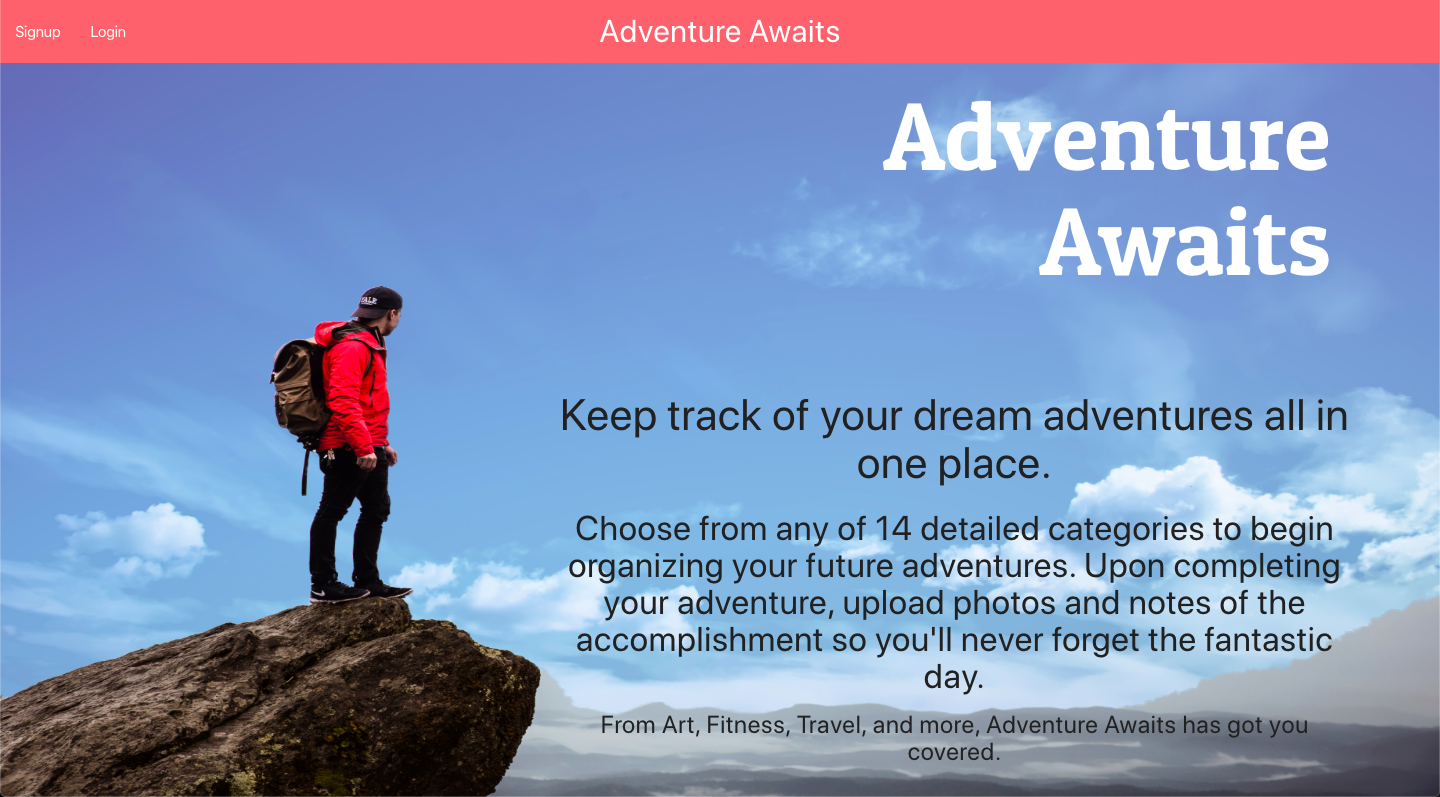 Signup Login Adventure Awaits
Adventure
Awaits
YALE
Keep track of your dream adventures all in
one place.
Choose from any of 14 detailed categories to begin
organizing your future adventures. Upon completing
your adventure, upload photos and notes of the
accomplishment so you'll never forget the fantastic
day.
From Art, Fitness, Travel, and more, Adventure Awaits has got you
covered.